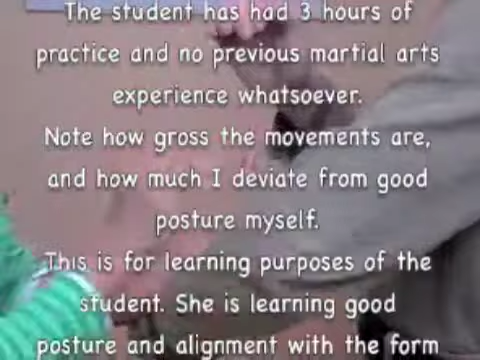 The student has had 3 hours of
practice and no previous martial arts
experience whatsoever.
Note how gross the movements are,
and how much I deviate from good
posture myself.
This is for learning purposes of the
student. She is learning good
posture and alignment with the form